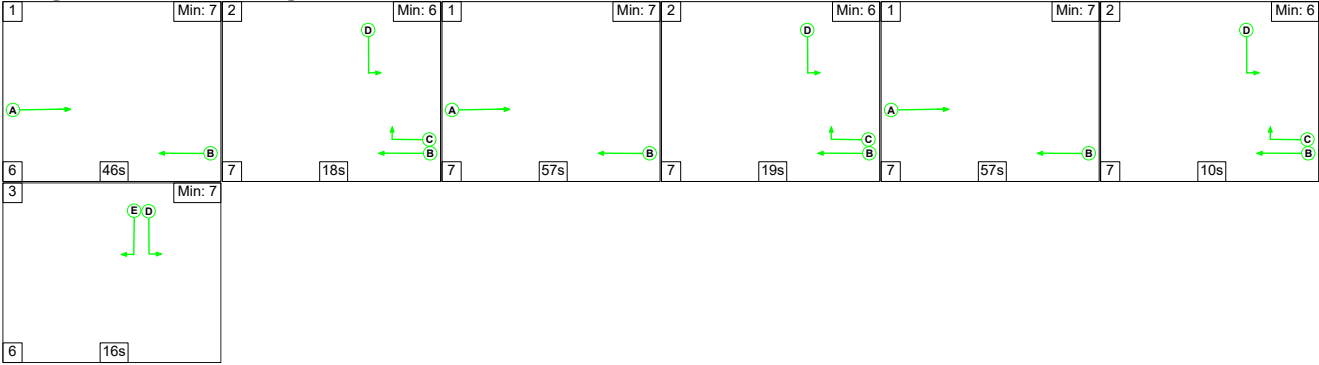 1 Min: 7 2 Min: 6 1 Min: 7 2 Min: 6 1 Min: 7 2 Min: 6
D D D
A A A
C C C
B B B B B B
6 46s 7 18s 7 57s 7 19s 7 57s 7 10s
3 Min: 7
E D
6 16s